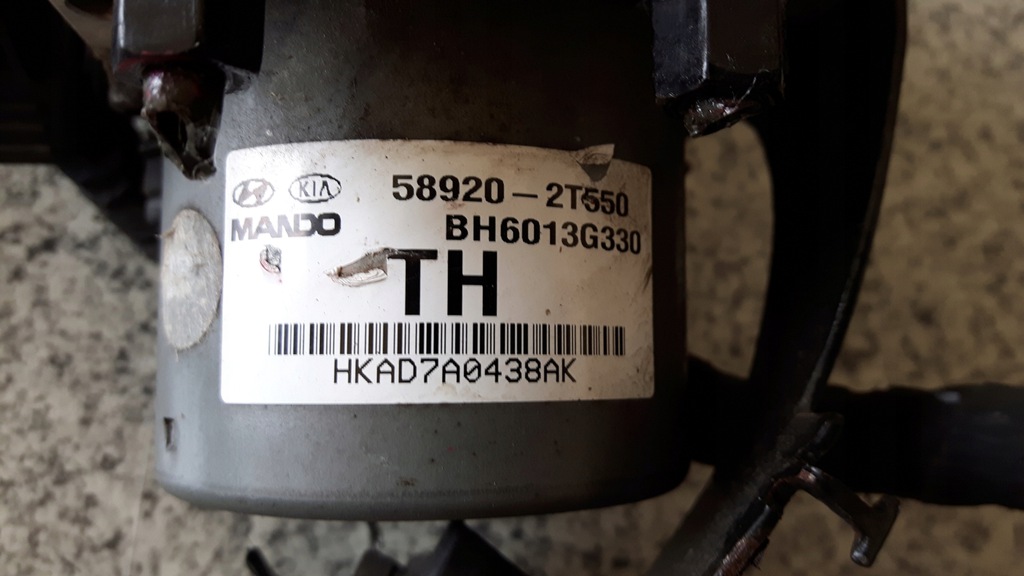 KIA 58920-2T550
MANDO BH6013G330
TH
HKAD7A0438AK